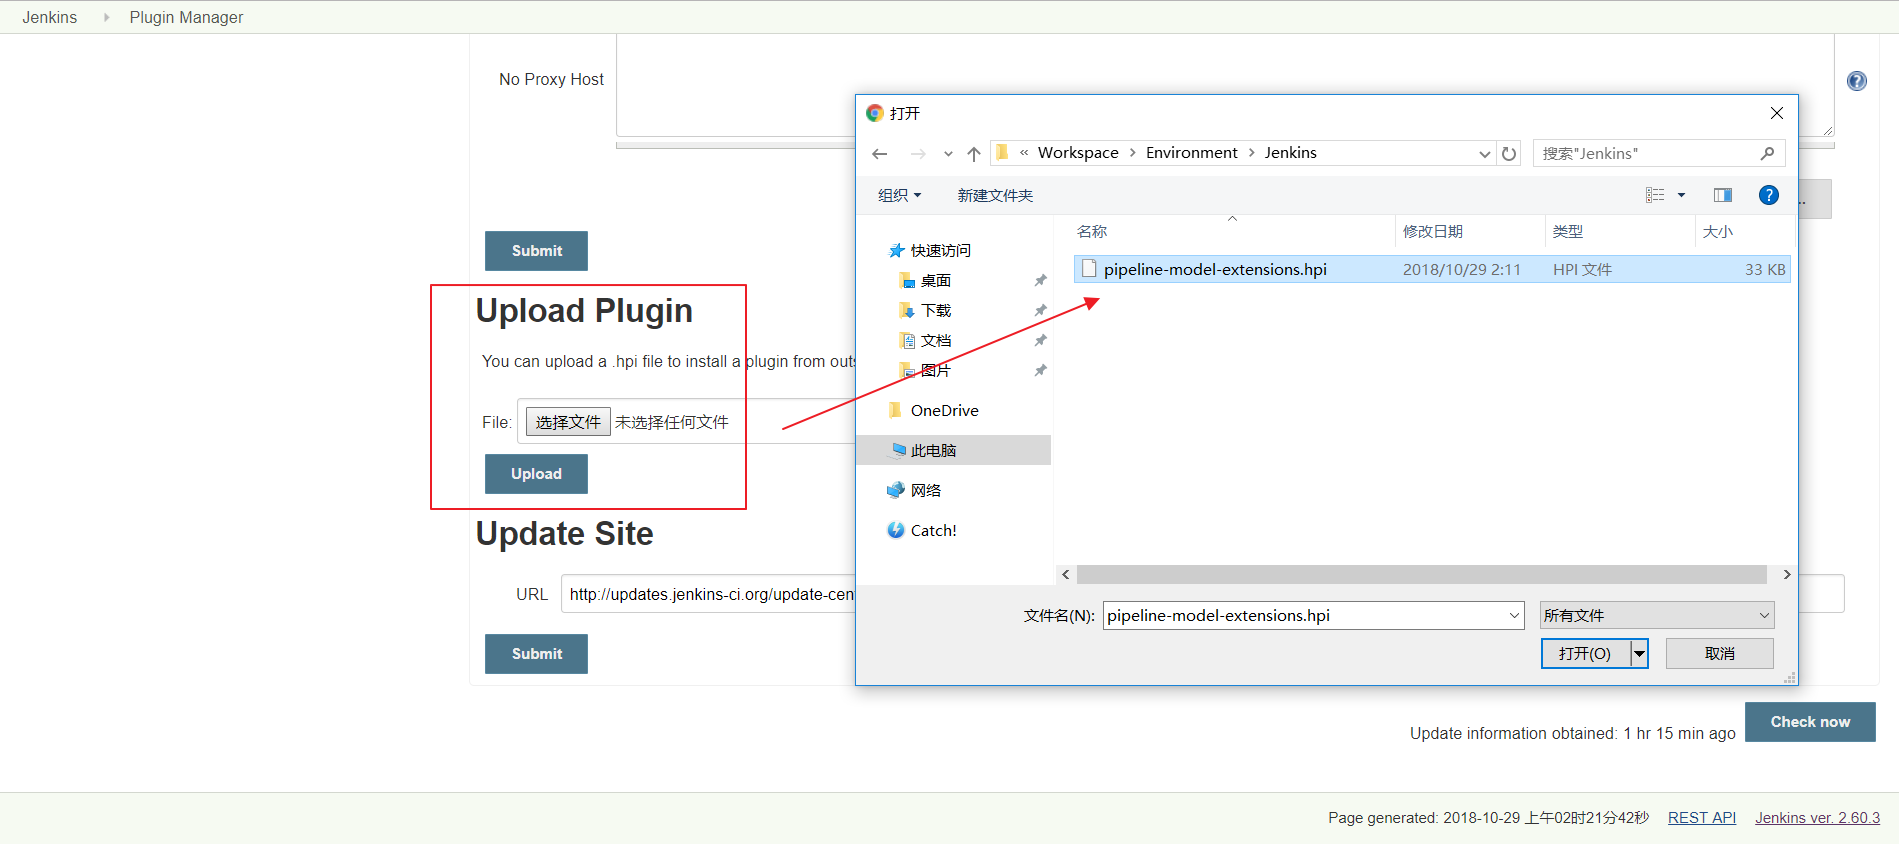 Jenkins Plugin Manager
No Proxy Host
Submit
Upload Plugin
You can upload a .hpi file to install a plugin from outs
File: 选择文件 未选择任何文件
Upload
Update Site
URL http://updates.jenkins-ci.org/update-cen
Submit
打开
« Workspace > Environment > Jenkins
搜索"Jenkins"
组织 新建文件夹
名称 修改日期 类型 大小
快速访问
桌面
下载
文档
图片
OneDrive
此电脑
网络
Catch!
pipeline-model-extensions.hpi 2018/10/29 2:11 HPI 文件 33 KB
文件名(N): pipeline-model-extensions.hpi 所有文件
打开(O) 取消
..
Update information obtained: 1 hr 15 min ago Check now
Page generated: 2018-10-29 上午02时21分42秒 REST API Jenkins ver. 2.60.3